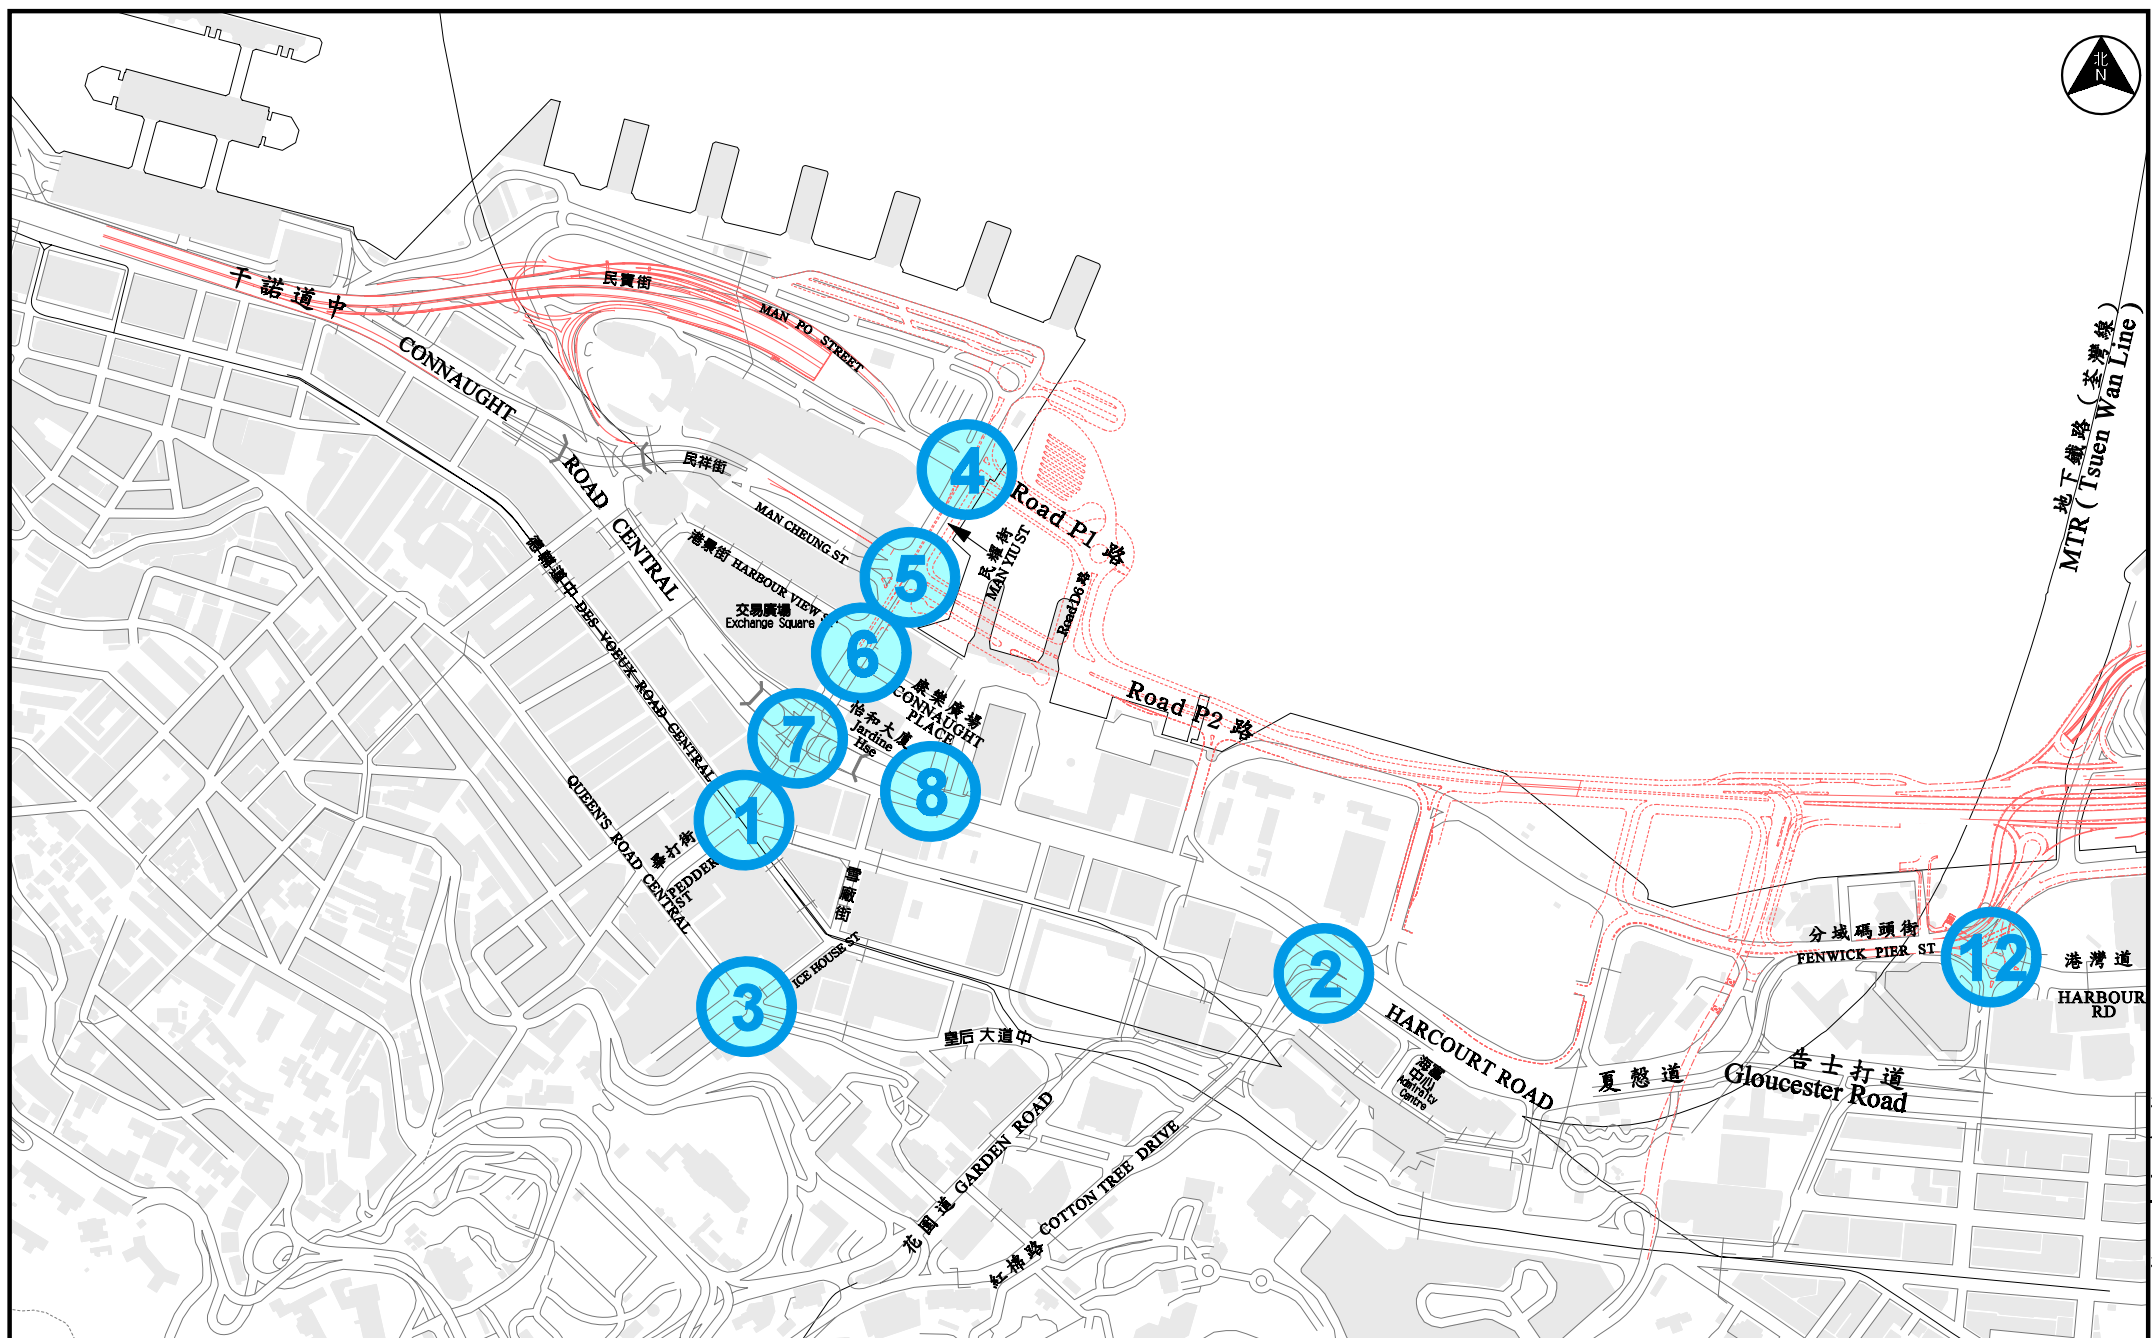 北
N
干諾道中
CONNAUGHT
ROAD CENTRAL
民寶街
MAN PO STREET
民祥街
MAN CHEUNG ST
港景街 HARBOUR VIEW
交易廣場
Exchange Square
德輔道中 DES VOEUX ROAD CENTRAL
QUEEN'S ROAD CENTRAL
畢打街
PEDDER
ST
4
5
6
7
1
8
3
2
12
Road P1 路
民耀街
MAN YIU ST
Road D6 路
Road P2 路
康樂廣場
CONNAUGHT
PLACE
怡和大廈
Jardine
Hse
雪廠街
ICE HOUSE ST
皇后大道中
花園道 GARDEN ROAD
紅棉路 COTTON TREE DRIVE
HARCOURT ROAD
夏慤道
海富
中心
Admiralty
Centre
告士打道
Gloucester Road
分域碼頭街
FENWICK PIER ST
港灣道
HARBOUR
RD
地下鐵路（荃灣線）
MTR ( Tsuen Wan Line )